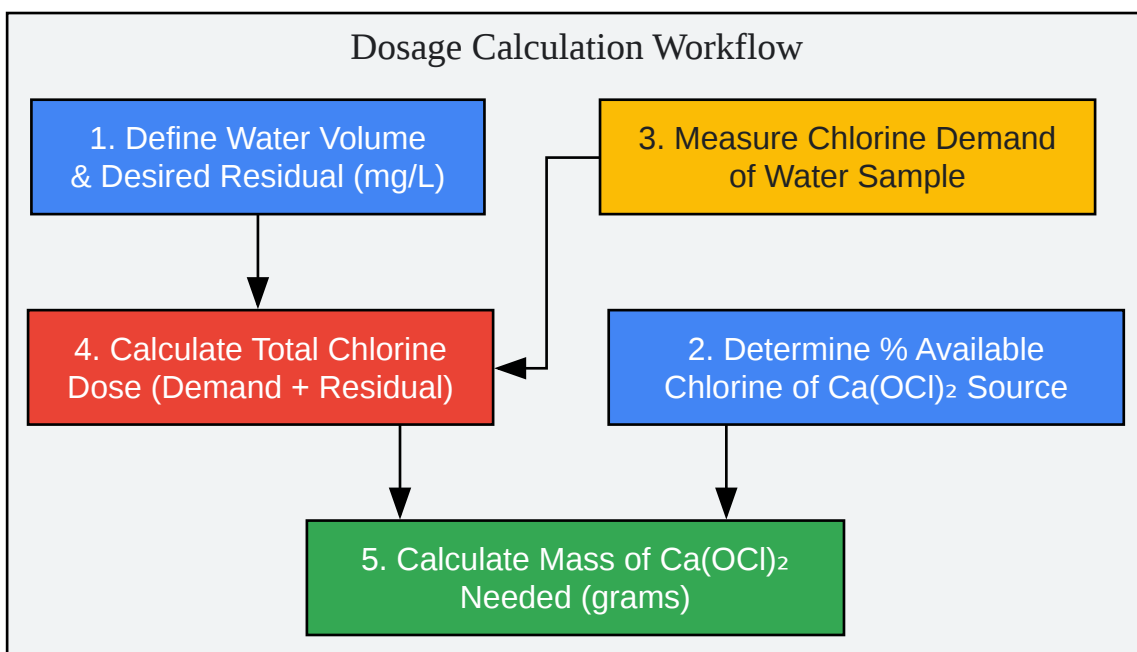 Dosage Calculation Workflow
1. Define Water Volume
& Desired Residual (mg/L)
3. Measure Chlorine Demand
of Water Sample
4. Calculate Total Chlorine
Dose (Demand + Residual)
2. Determine % Available
Chlorine of Ca(OCl)₂ Source
5. Calculate Mass of Ca(OCl)₂
Needed (grams)